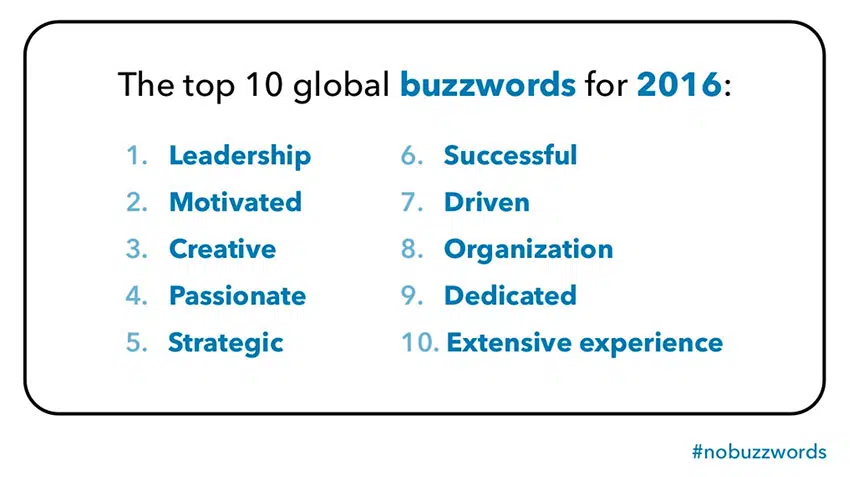 The top 10 global buzzwords for 2016:
1. Leadership
2. Motivated
3. Creative
4. Passionate
5. Strategic
6. Successful
7. Driven
8. Organization
9. Dedicated
10. Extensive experience
#nobuzzwords